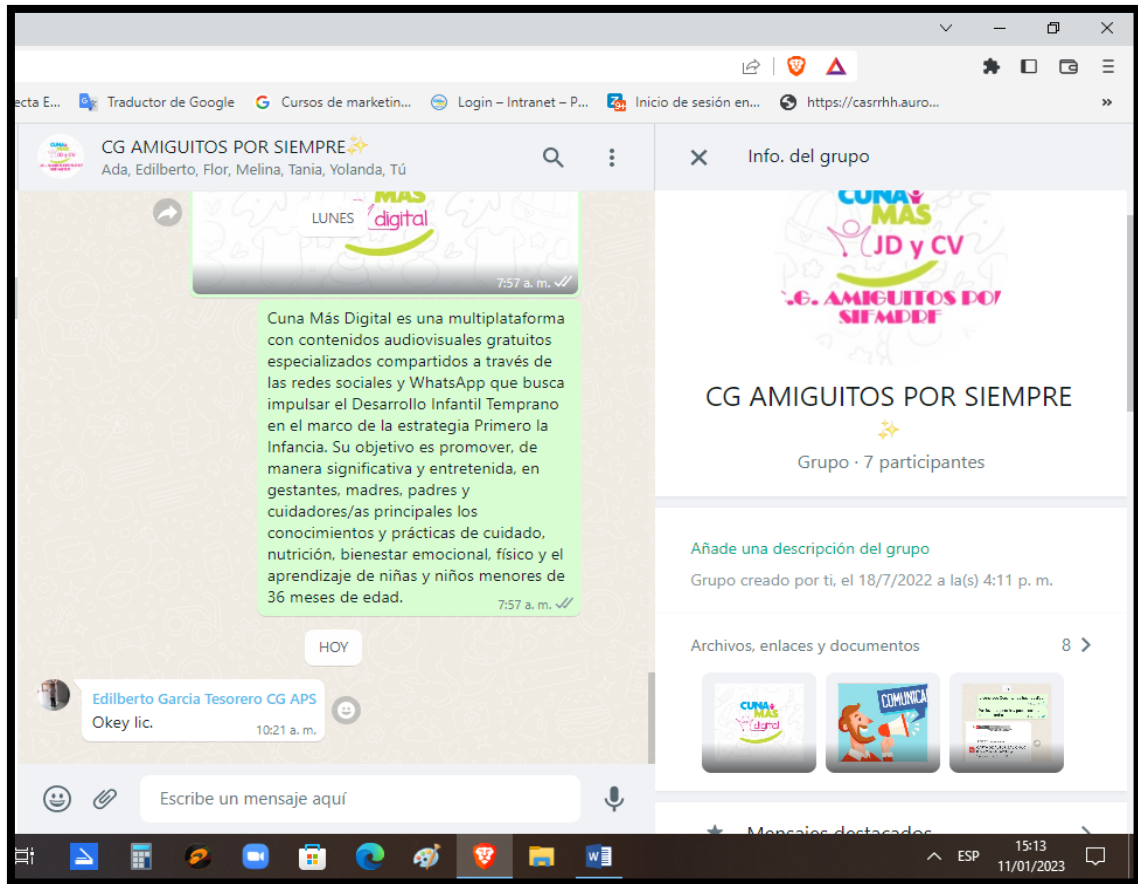 ecta E...
Traductor de Google
Cursos de marketin...
Login – Intranet – P...
Inicio de sesión en...
https://casrrhh.auro...
»
CG AMIGUITOS POR SIEMPRE✨
Ada, Edilberto, Flor, Melina, Tania, Yolanda, Tú
MAS
digital
LUNES
7:57 a. m.
Cuna Más Digital es una multiplataforma
con contenidos audiovisuales gratuitos
especializados compartidos a través de
las redes sociales y WhatsApp que busca
impulsar el Desarrollo Infantil Temprano
en el marco de la estrategia Primero la
Infancia. Su objetivo es promover, de
manera significativa y entretenida, en
gestantes, madres, padres y
cuidadores/as principales los
conocimientos y prácticas de cuidado,
nutrición, bienestar emocional, físico y el
aprendizaje de niñas y niños menores de
36 meses de edad.
7:57 a. m.
HOY
Edilberto Garcia Tesorero CG APS
Okey lic.
10:21 a. m.
Escribe un mensaje aquí
Info. del grupo
CUNA
MAS
JD y CV
C.G. AMIGUITOS POR
SIEMPRE
CG AMIGUITOS POR SIEMPRE
✨
Grupo · 7 participantes
Añade una descripción del grupo
Grupo creado por ti, el 18/7/2022 a la(s) 4:11 p. m.
Archivos, enlaces y documentos
8
CUNA
MAS
digital
COMUNICA
Mensajes destacados
ESP
15:13
11/01/2023